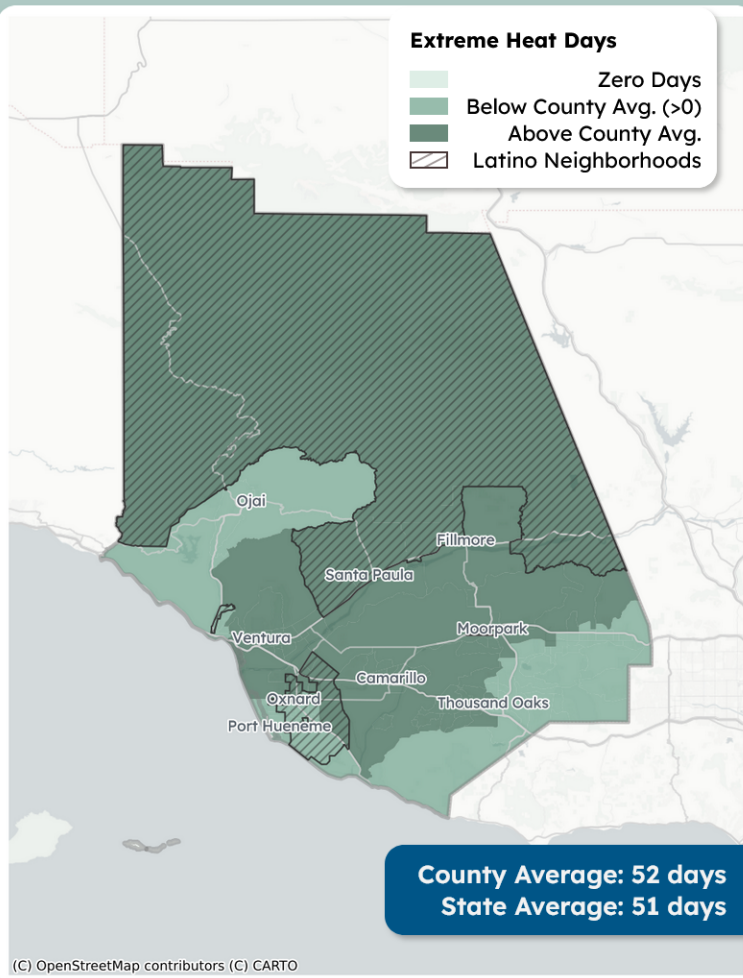 Extreme Heat Days
Zero Days
Below County Avg. (>0)
Above County Avg.
Latino Neighborhoods
Ojai
Fillmore
Santa Paula
Moorpark
Ventura
Camarillo
Oxnard
Thousand Oaks
Port Hueneme
County Average: 52 days
State Average: 51 days
(C) OpenStreetMap contributors (C) CARTO